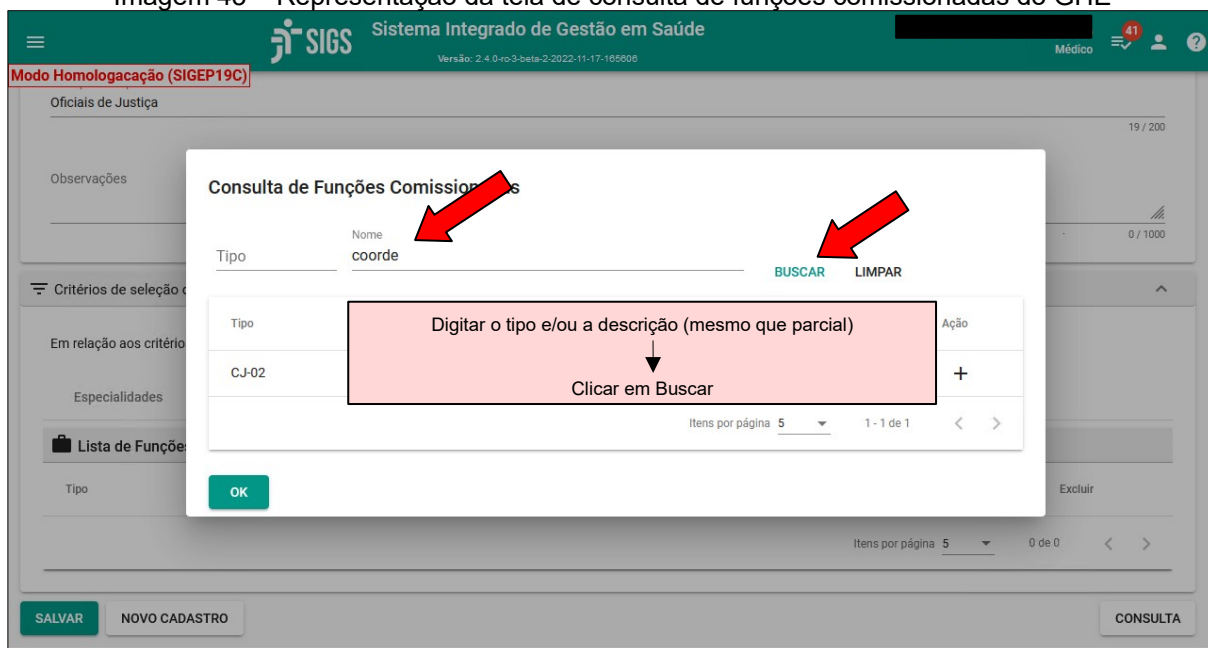 Imagem 43 – Representação da tela de consulta de funções comissionadas do GHE
SIGS
Sistema Integrado de Gestão em Saúde
Versão: 2.4.0-ro-3-beta-2-2022-11-17-165606
Médico
41
Modo Homologacação (SIGEP19C)
Oficiais de Justiça
19 / 200
Observações
0 / 1000
Consulta de Funções
Tipo
Nome
coorde
BUSCAR
LIMPAR
Critérios de seleção
Tipo
Ação
Digitar o tipo e/ou a descrição (mesmo que parcial)
Clicar em Buscar
Em relação aos
CJ-02
+
Especialidades
Itens por página 5
1 - 1 de 1
Lista de
Tipo
OK
Excluir
Itens por página 5
0 de 0
SALVAR
NOVO CADASTRO
CONSULTA